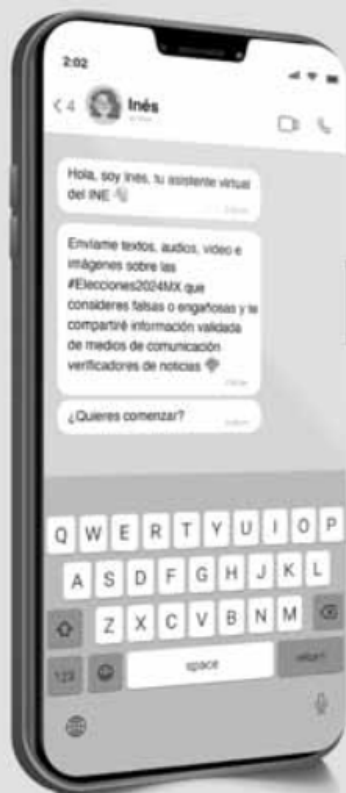 2:02
4 Inés
Hola, soy Inés, tu asistente virtual
del INE
Envíame textos, audios, video e
imágenes sobre las
#Elecciones2024MX que
consideres falsas o engañosas y te
compartiré información validada
de medios de comunicación
verificadores de noticias
¿Quieres comenzar?
Q W E R T Y U I O P
A S D F G H J K L
Z X C V B N M
123 space return